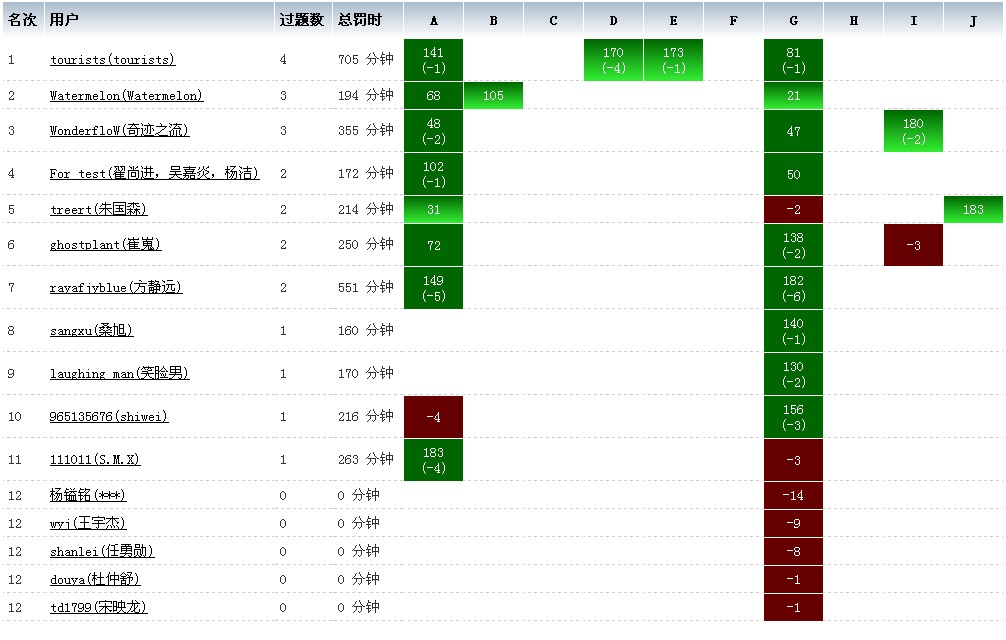 名次 用户 过题数 总罚时 A B C D E F G H I J
1 tourists(tourists) 4 705 分钟 141 (-1) 170 (-4) 173 (-1) 81 (-1)
2 Watermelon(Watermelon) 3 194 分钟 68 105 21
3 WonderfloW(奇迹之流) 3 355 分钟 48 (-2) 47 180 (-2)
4 For test(翟尚进，吴嘉炎，杨洁) 2 172 分钟 102 (-1) 50
5 treert(朱国森) 2 214 分钟 31 -2 183
6 ghostplant(崔嵬) 2 250 分钟 72 138 (-2) -3
7 rayafjyblue(方静远) 2 551 分钟 149 (-5) 182 (-6)
8 sangxu(桑旭) 1 160 分钟 140 (-1)
9 laughing man(笑脸男) 1 170 分钟 130 (-2)
10 965135676(shiwei) 1 216 分钟 -4 156 (-3)
11 111011(S.M.X) 1 263 分钟 183 (-4) -3
12 杨镒铭(***) 0 0 分钟 -14
12 wyj(王宇杰) 0 0 分钟 -9
12 shanlei(任勇勋) 0 0 分钟 -8
12 douya(杜仲舒) 0 0 分钟 -1
12 td1799(宋映龙) 0 0 分钟 -1